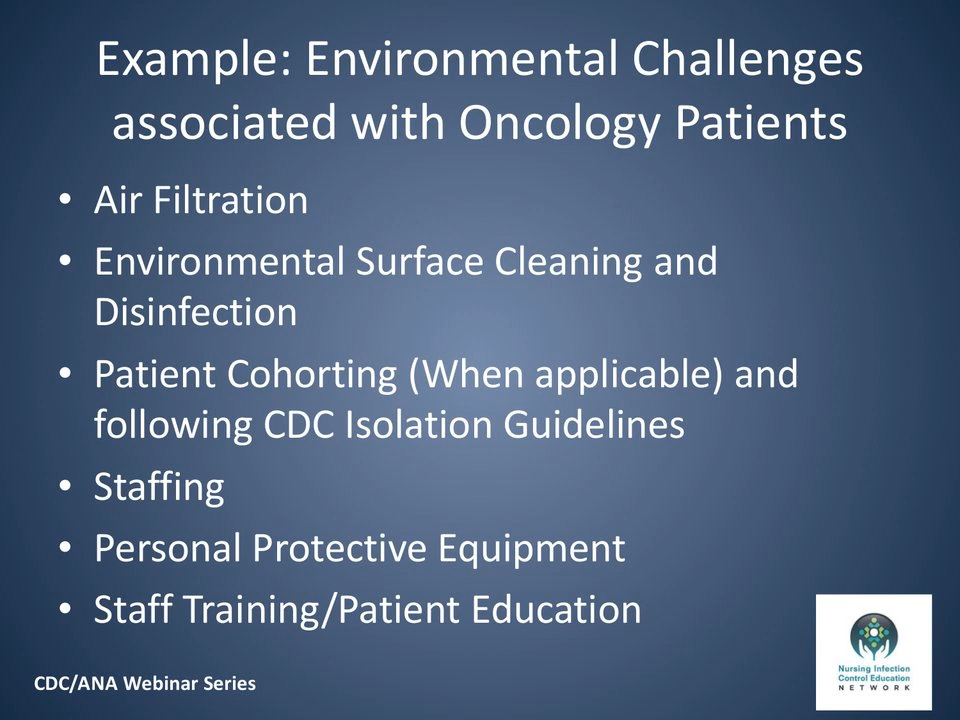 Example: Environmental Challenges
associated with Oncology Patients
• Air Filtration
• Environmental Surface Cleaning and
Disinfection
• Patient Cohorting (When applicable) and
following CDC Isolation Guidelines
• Staffing
• Personal Protective Equipment
• Staff Training/Patient Education
CDC/ANA Webinar Series
Nursing Infection
Control Education
NETWORK